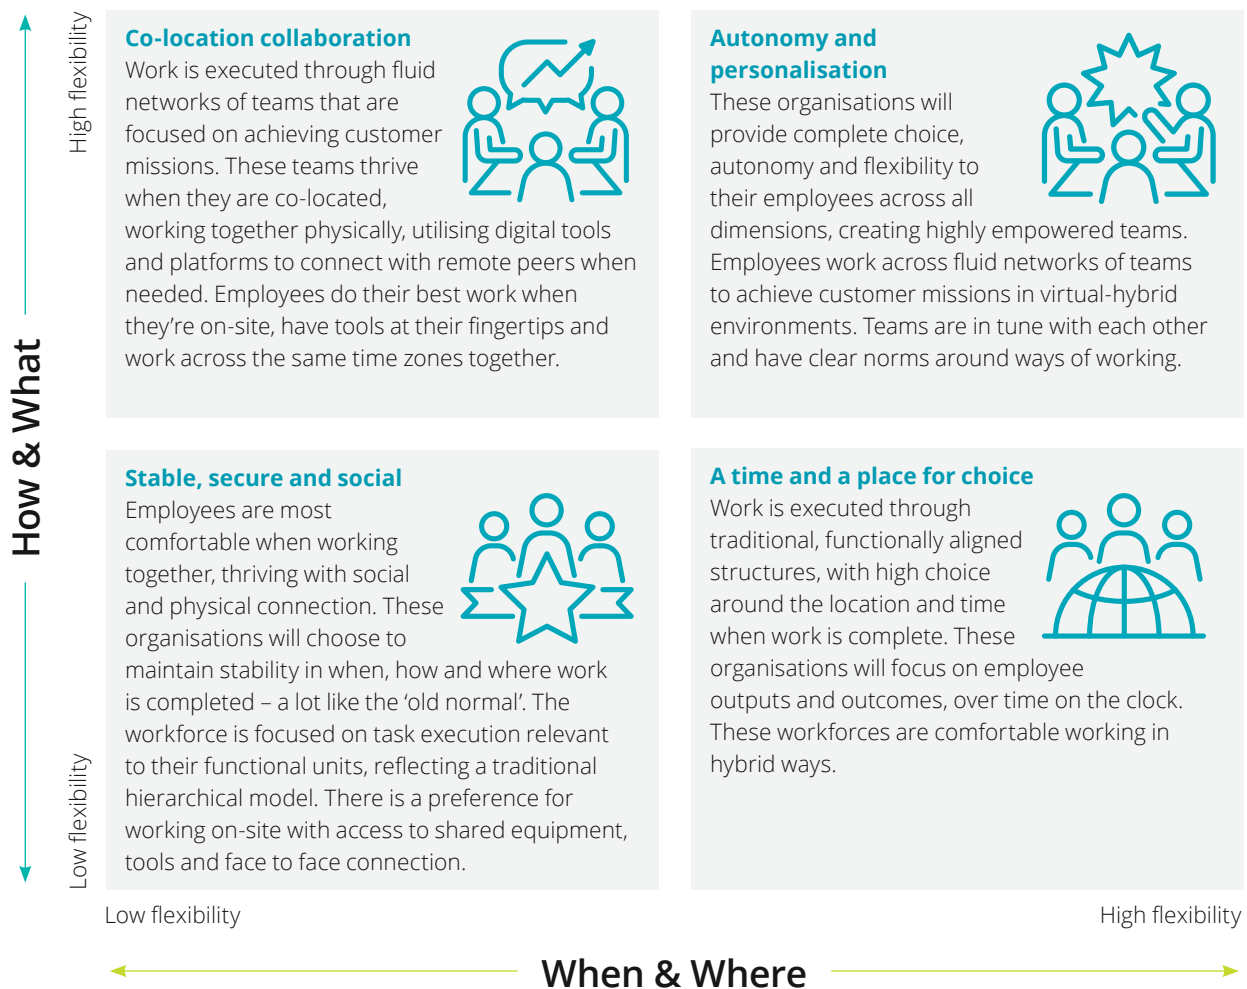 High flexibility
How & What
Low flexibility
Co-location collaboration
Work is executed through fluid
networks of teams that are
focused on achieving customer
missions. These teams thrive
when they are co-located,
working together physically, utilising digital tools
and platforms to connect with remote peers when
needed. Employees do their best work when
they’re on-site, have tools at their fingertips and
work across the same time zones together.
Autonomy and
personalisation
These organisations will
provide complete choice,
autonomy and flexibility to
their employees across all
dimensions, creating highly empowered teams.
Employees work across fluid networks of teams
to achieve customer missions in virtual-hybrid
environments. Teams are in tune with each other
and have clear norms around ways of working.
Stable, secure and social
Employees are most
comfortable when working
together, thriving with social
and physical connection. These
organisations will choose to
maintain stability in when, how and where work
is completed – a lot like the ‘old normal’. The
workforce is focused on task execution relevant
to their functional units, reflecting a traditional
hierarchical model. There is a preference for
working on-site with access to shared equipment,
tools and face to face connection.
A time and a place for choice
Work is executed through
traditional, functionally aligned
structures, with high choice
around the location and time
when work is complete. These
organisations will focus on employee
outputs and outcomes, over time on the clock.
These workforces are comfortable working in
hybrid ways.
Low flexibility
High flexibility
When & Where